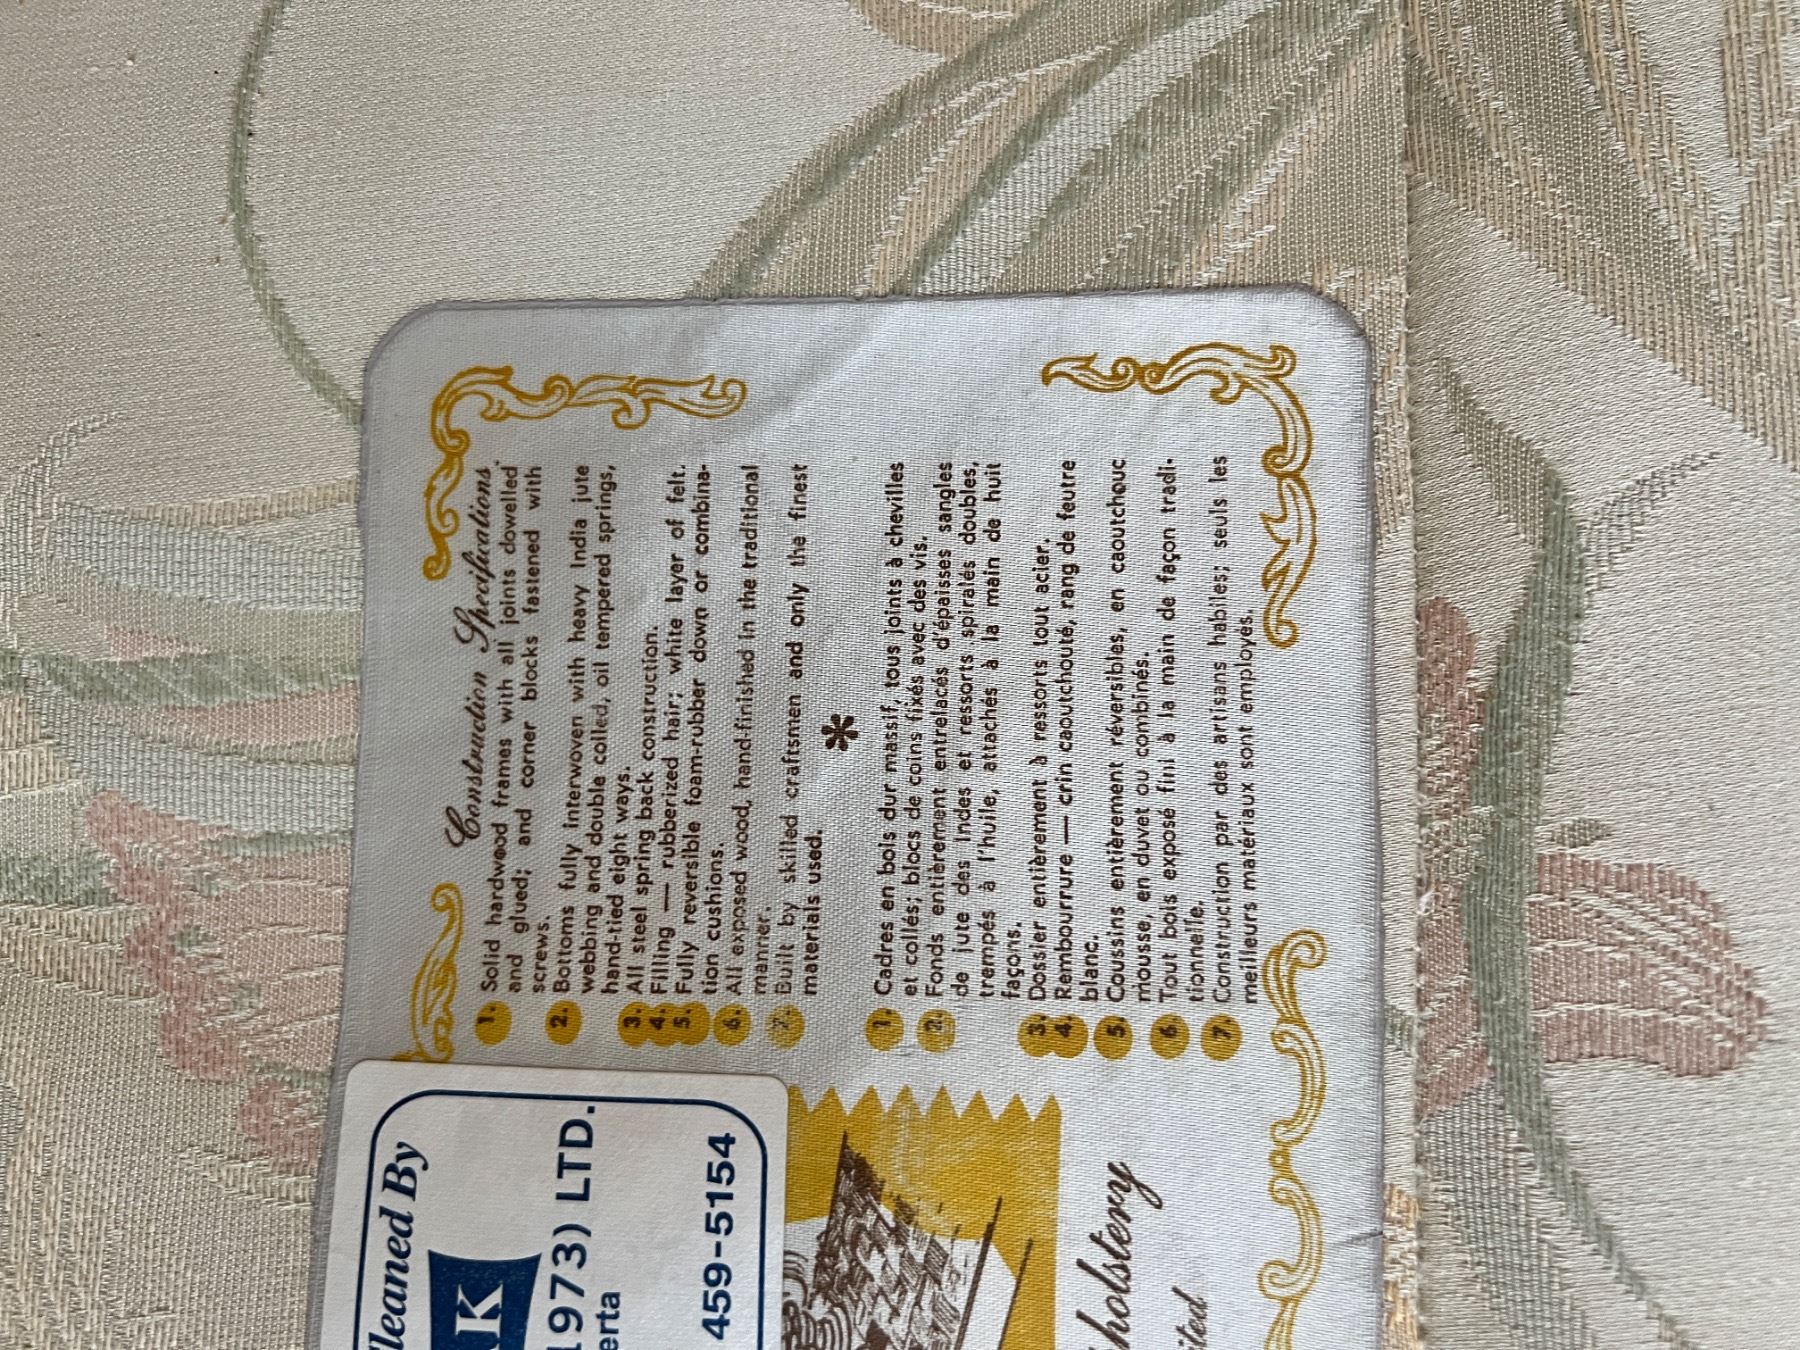 Construction Specifications
1. Solid hardwood frames with all joints dowelled
and glued; and corner blocks fastened with
screws.
2. Bottoms fully interwoven with heavy India jute
webbing and double coiled, oil tempered springs,
hand-tied eight ways.
3. All steel spring back construction.
4. Filling — rubberized hair; white layer of felt.
5. Fully reversible foam-rubber down or combina-
tion cushions.
6. All exposed wood, hand-finished in the traditional
manner.
7. Built by skilled craftsmen and only the finest
materials used.
*
1. Cadres en bois dur massif, tous joints à chevilles
et collés; blocs de coins fixés avec des vis.
2. Fonds entièrement entrelacés d'épaisses sangles
de jute des Indes et ressorts spiralés doubles,
trempés à l'huile, attachés à la main de huit
façons.
3. Dossier entièrement à ressorts tout acier.
4. Rembourrure — crin caoutchouté, rang de feutre
blanc.
5. Coussins entièrement réversibles, en caoutchouc
mousse, en duvet ou combinés.
6. Tout bois exposé fini à la main de façon tradi-
tionnelle.
7. Construction par des artisans habiles; seuls les
meilleurs matériaux sont employés.
leaned By
K
1973) LTD.
erta
459-5154
holstery
ited